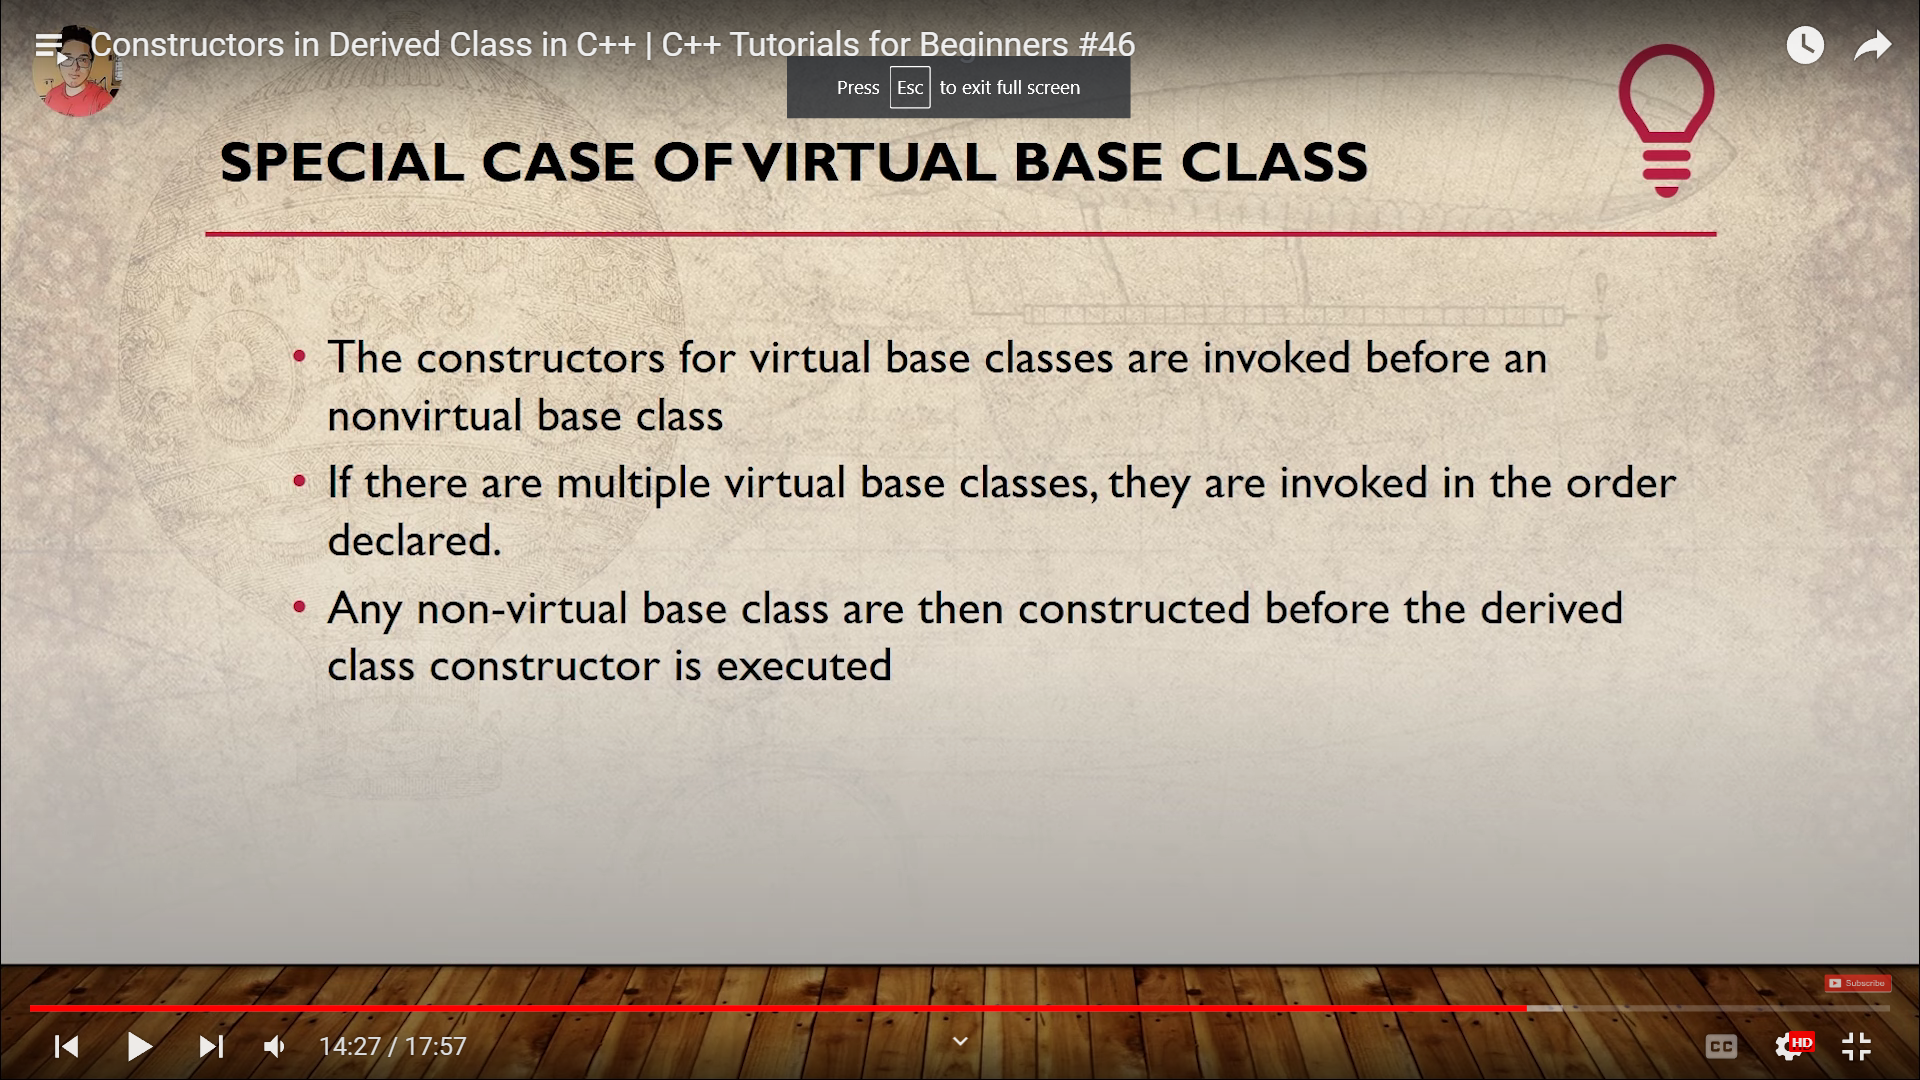 Constructors in Derived Class in C++ | C++ Tutorials for Beginners #46
Press Esc to exit full screen
SPECIAL CASE OF VIRTUAL BASE CLASS
• The constructors for virtual base classes are invoked before an
nonvirtual base class
• If there are multiple virtual base classes, they are invoked in the order
declared.
• Any non-virtual base class are then constructed before the derived
class constructor is executed
Subscribe
14:27 / 17:57
CC
HD